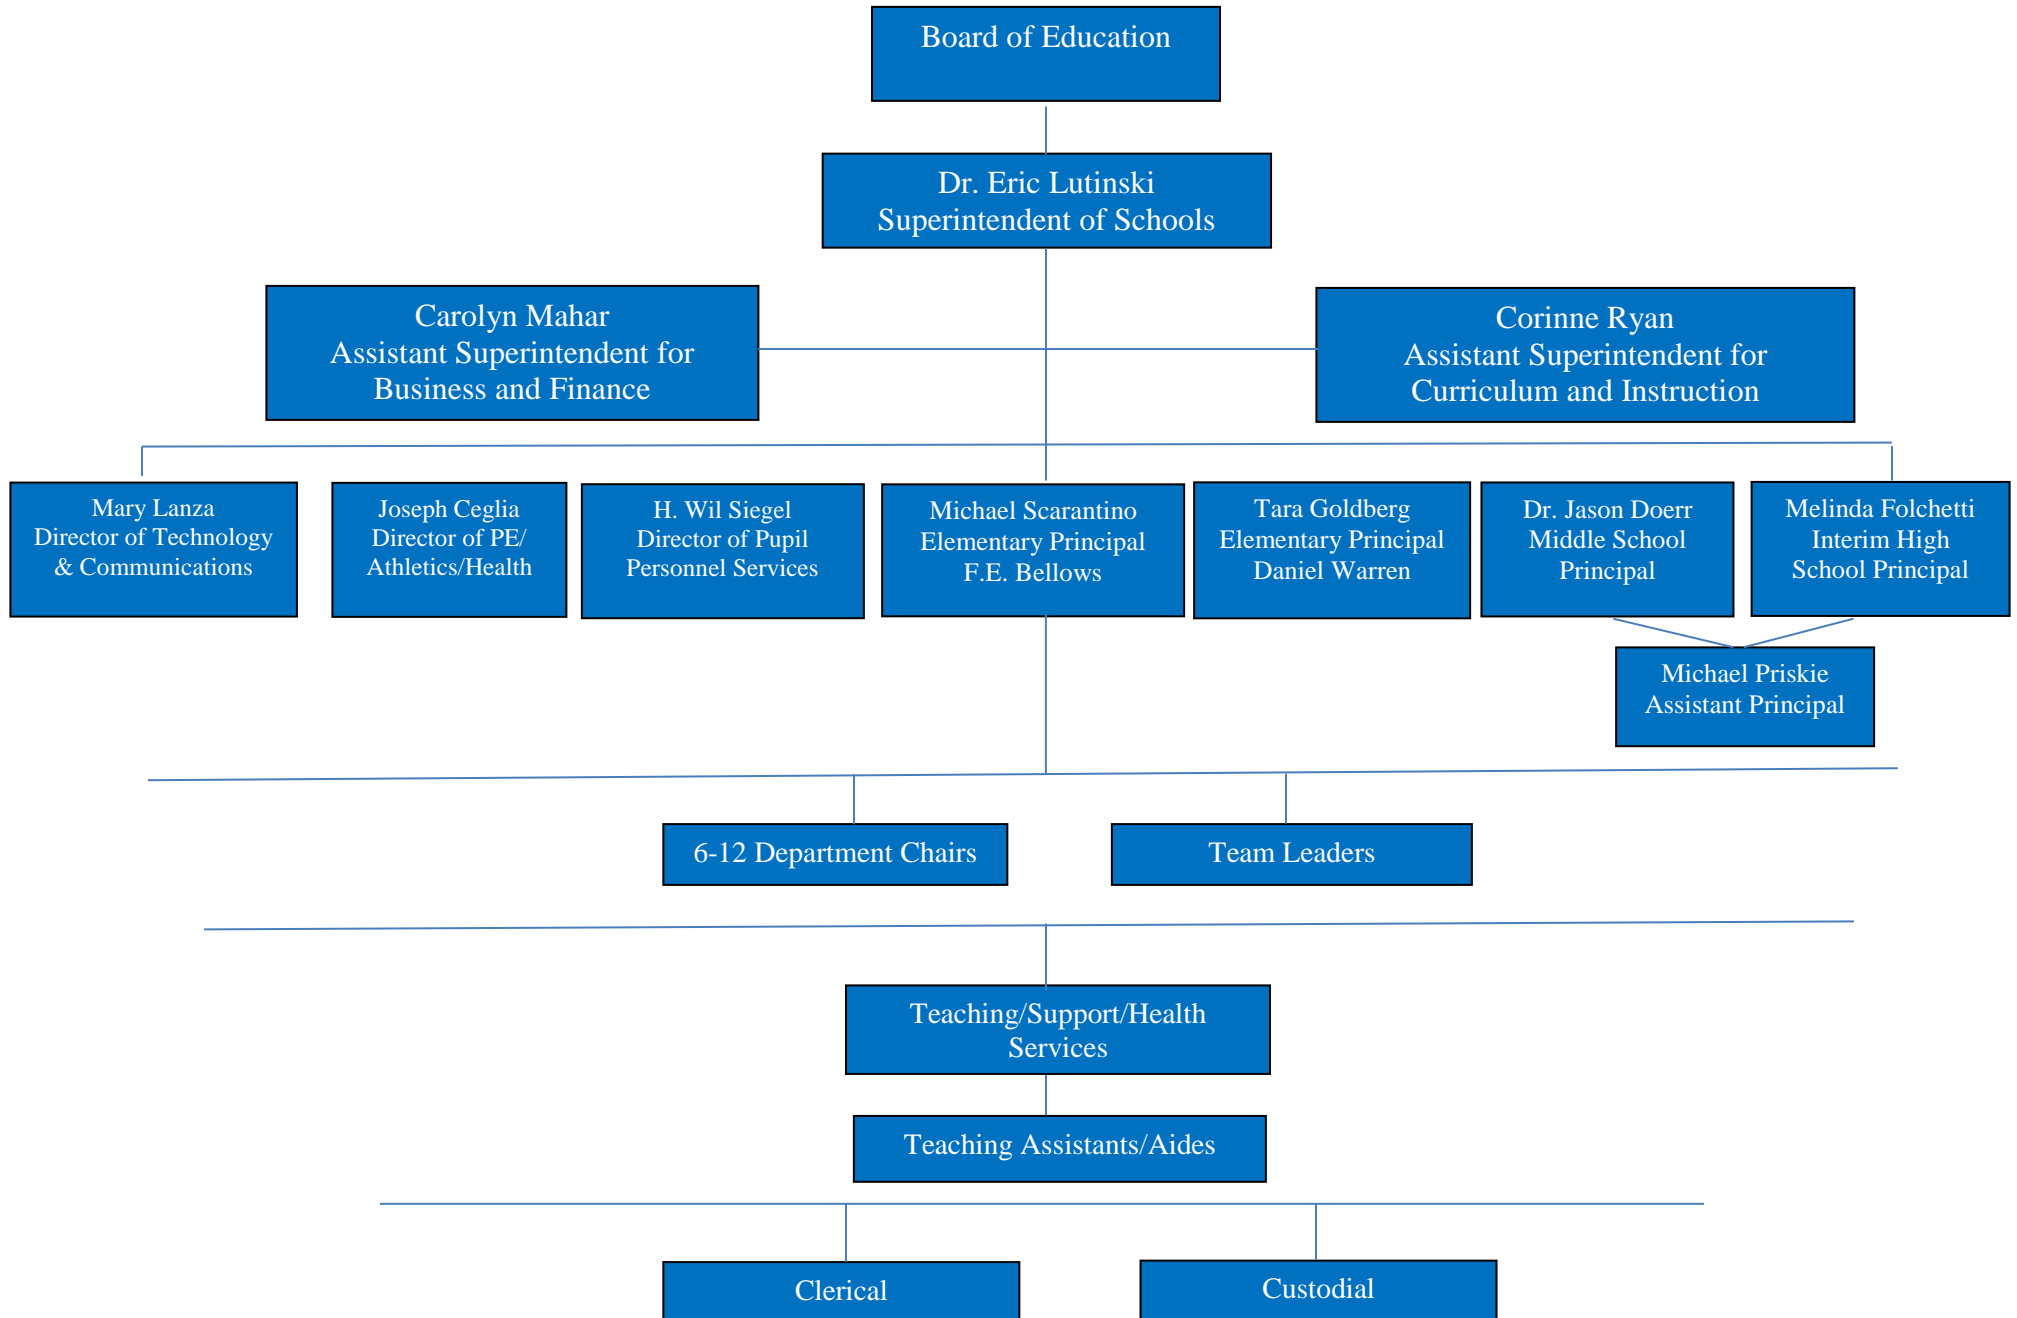 Board of Education
Dr. Eric Lutinski
Superintendent of Schools
Carolyn Mahar
Assistant Superintendent for
Business and Finance
Corinne Ryan
Assistant Superintendent for
Curriculum and Instruction
Mary Lanza
Director of Technology
& Communications
Joseph Ceglia
Director of PE/
Athletics/Health
H. Wil Siegel
Director of Pupil
Personnel Services
Michael Scarantino
Elementary Principal
F.E. Bellows
Tara Goldberg
Elementary Principal
Daniel Warren
Dr. Jason Doerr
Middle School
Principal
Melinda Folchetti
Interim High
School Principal
Michael Priskie
Assistant Principal
6-12 Department Chairs
Team Leaders
Teaching/Support/Health
Services
Teaching Assistants/Aides
Clerical
Custodial